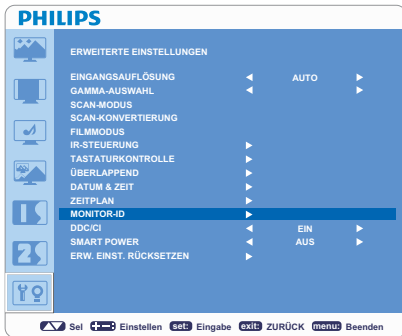 PHILIPS
ERWEITERTE EINSTELLUNGEN
EINGANGSAUFLÖSUNG AUTO
GAMMA-AUSWAHL
SCAN-MODUS
SCAN-KONVERTIERUNG
FILMMODUS
IR-STEUERUNG
TASTATURKONTROLLE
ÜBERLAPPEND
DATUM & ZEIT
ZEITPLAN
MONITOR-ID
DDC/CI EIN
SMART POWER AUS
ERW. EINST. RÜCKSETZEN
Sel Einstellen set: Eingabe exit: ZURÜCK menu: Beenden